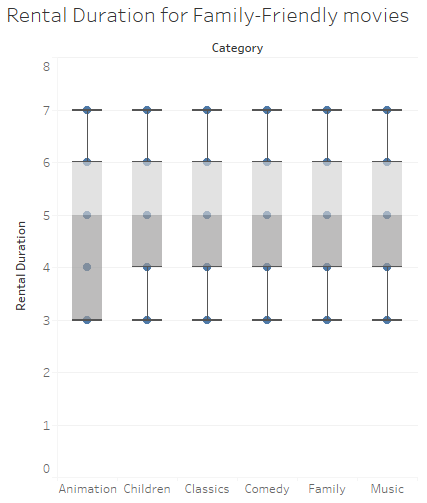 Rental Duration for Family-Friendly movies
Category
8
7
6
5
4
3
2
1
0
Rental Duration
Animation Children Classics Comedy Family Music